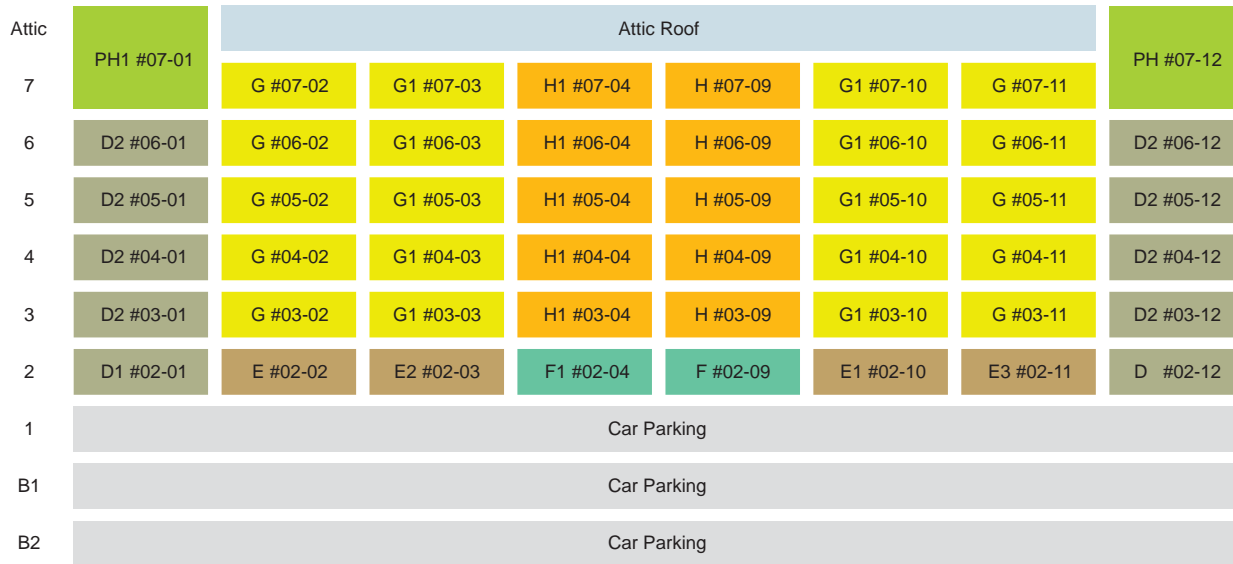 Attic
Attic Roof
PH1 #07-01
PH #07-12
7 G #07-02 G1 #07-03 H1 #07-04 H #07-09 G1 #07-10 G #07-11
6 D2 #06-01 G #06-02 G1 #06-03 H1 #06-04 H #06-09 G1 #06-10 G #06-11 D2 #06-12
5 D2 #05-01 G #05-02 G1 #05-03 H1 #05-04 H #05-09 G1 #05-10 G #05-11 D2 #05-12
4 D2 #04-01 G #04-02 G1 #04-03 H1 #04-04 H #04-09 G1 #04-10 G #04-11 D2 #04-12
3 D2 #03-01 G #03-02 G1 #03-03 H1 #03-04 H #03-09 G1 #03-10 G #03-11 D2 #03-12
2 D1 #02-01 E #02-02 E2 #02-03 F1 #02-04 F #02-09 E1 #02-10 E3 #02-11 D #02-12
1 Car Parking
B1 Car Parking
B2 Car Parking